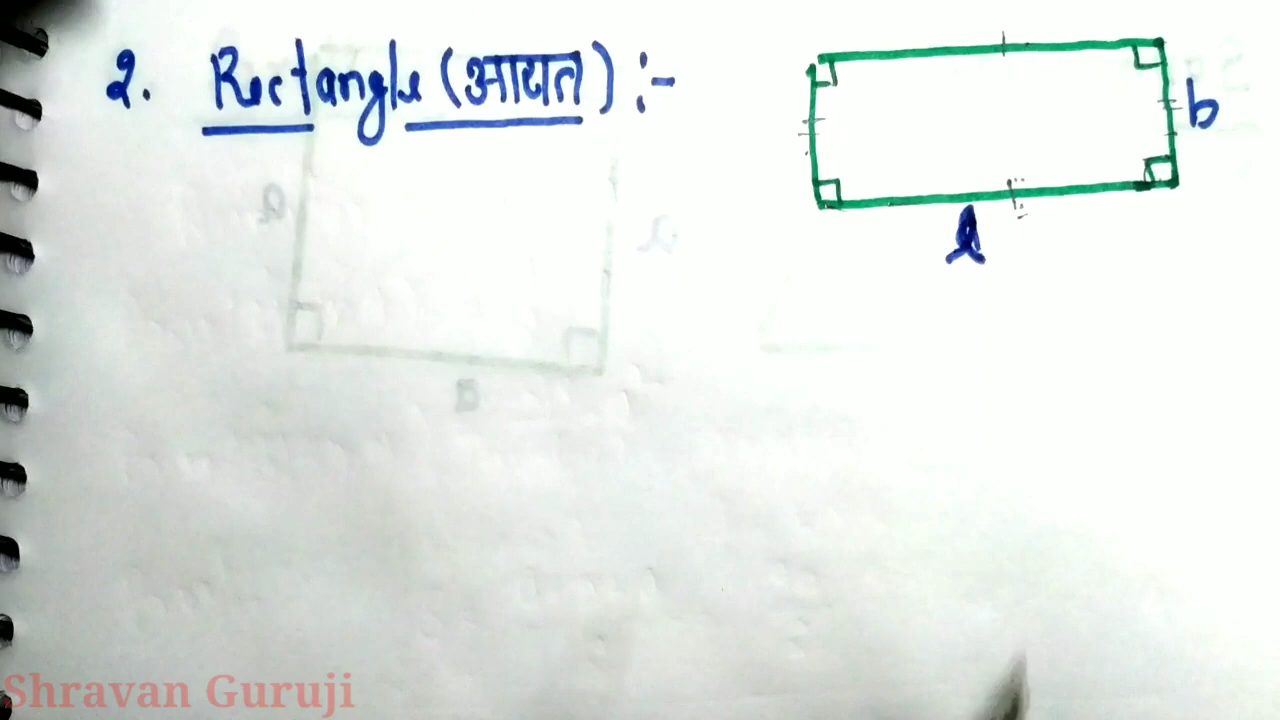 2. Rectangle (आयत) :-
b
l
a
a
Shravan Guruji